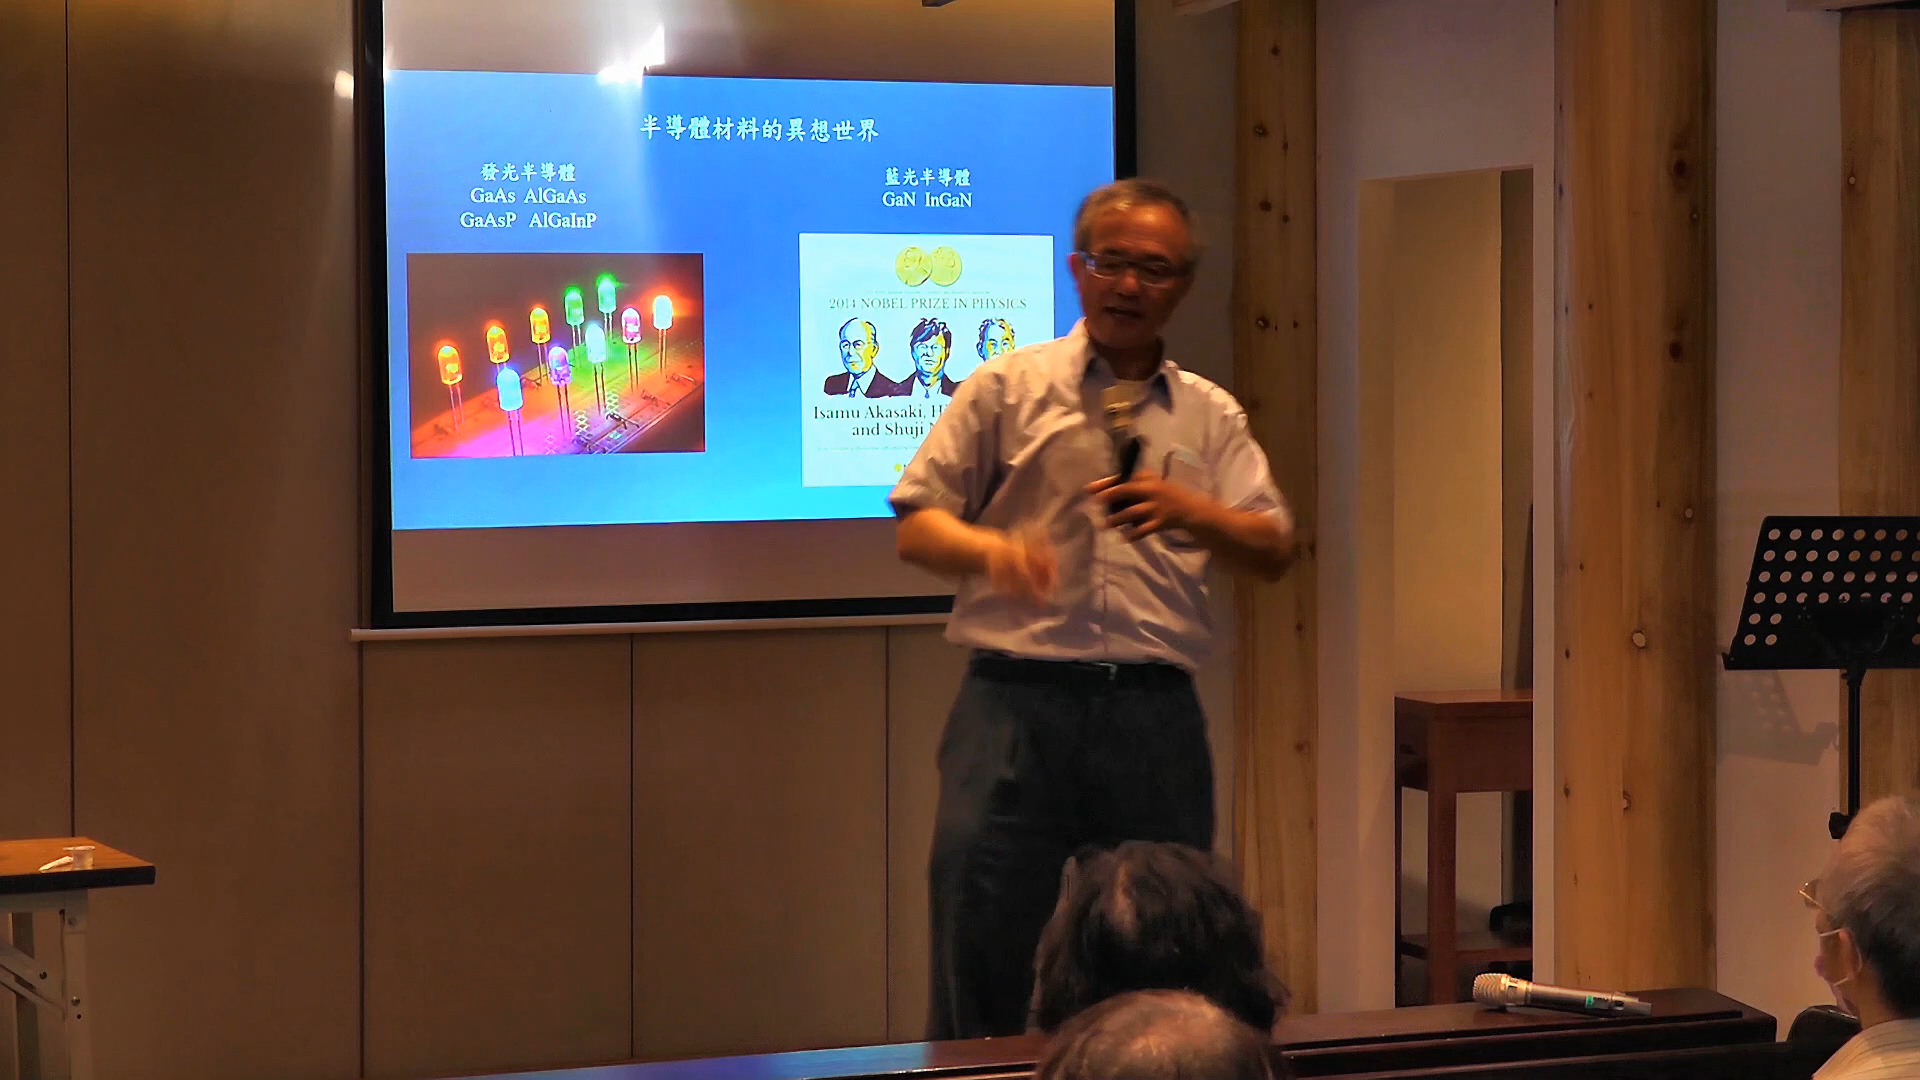 半導體材料的異想世界
發光半導體
GaAs AlGaAs
GaAsP AlGaInP
藍光半導體
GaN InGaN
2014 NOBEL PRIZE IN PHYSICS
Isamu Akasaki,
and Shuji